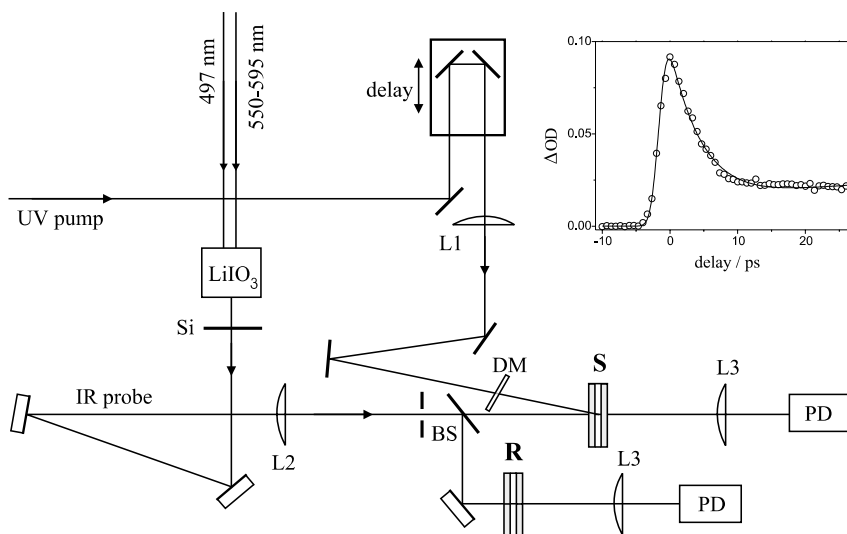 497 nm
550-595 nm
delay
UV pump
L1
LiIO₃
Si
IR probe
L2
BS
DM
S
R
L3
PD
L3
PD
0.10
0.05
0.00
ΔOD
-10
0
10
20
delay / ps